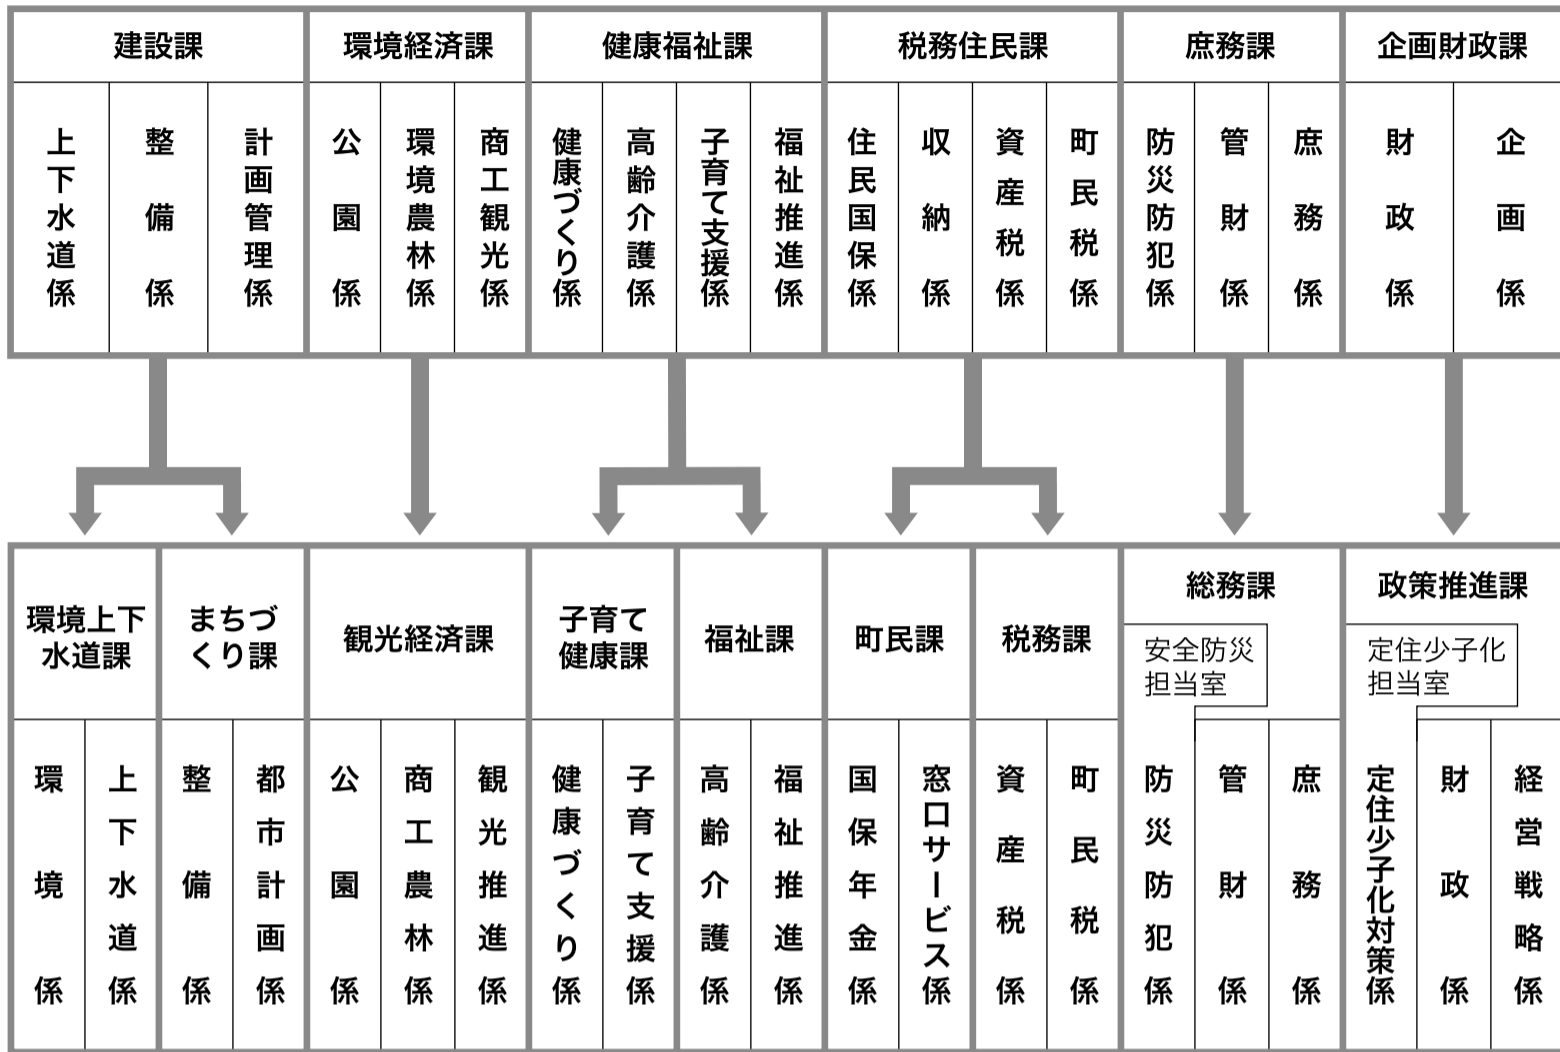 建設課
環境経済課
健康福祉課
税務住民課
庶務課
企画財政課
上下水道係
整備係
計画管理係
公園係
環境農林係
商工観光係
健康づくり係
高齢介護係
子育て支援係
福祉推進係
住民国保係
収納係
資産税係
町民税係
防災防犯係
管財係
庶務係
財政係
企画係
環境上下
水道課
まちづ
くり課
観光経済課
子育て
健康課
福祉課
町民課
税務課
総務課
安全防災
担当室
政策推進課
定住少子化
担当室
環境係
上下水道係
整備係
都市計画係
公園係
商工農林係
観光推進係
健康づくり係
子育て支援係
高齢介護係
福祉推進係
国保年金係
窓口サービス係
資産税係
町民税係
防災防犯係
管財係
庶務係
定住少子化対策係
財政係
経営戦略係